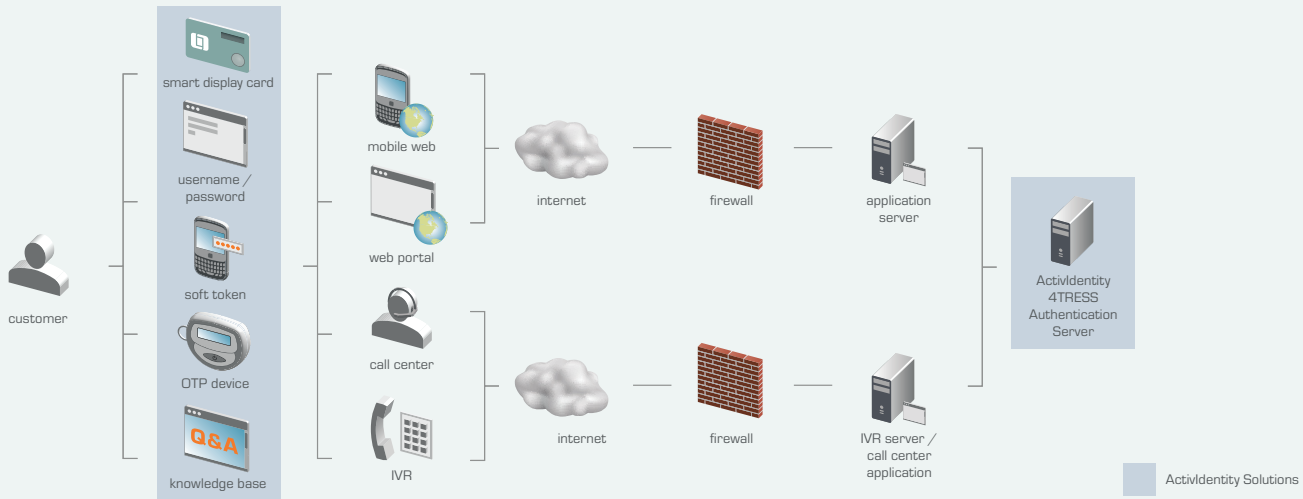 customer
smart display card
username /
password
soft token
OTP device
Q&A
knowledge base
mobile web
web portal
call center
IVR
internet
firewall
application
server
internet
firewall
IVR server /
call center
application
ActivIdentity
4TRESS
Authentication
Server
ActivIdentity Solutions